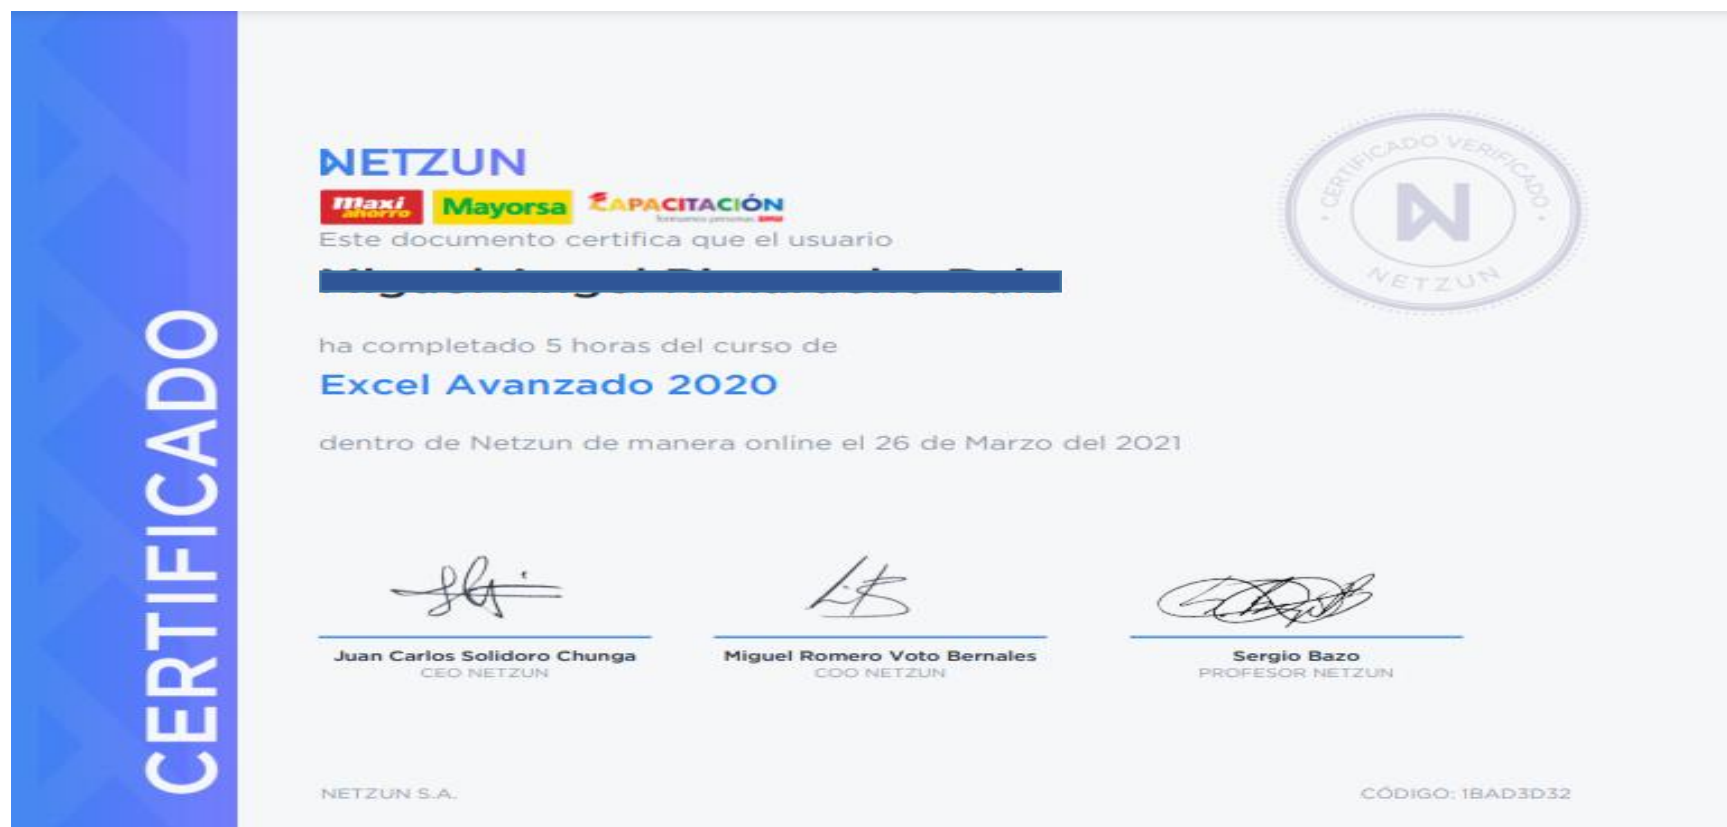 CERTIFICADO
NETZUN
maxi ahorro Mayorsa CAPACITACIÓN
Este documento certifica que el usuario
ha completado 5 horas del curso de
Excel Avanzado 2020
dentro de Netzun de manera online el 26 de Marzo del 2021
CERTIFICADO VERIFICADO
N
NETZUN
Juan Carlos Solidoro Chunga
CEO NETZUN
Miguel Romero Voto Bernales
COO NETZUN
Sergio Bazo
PROFESOR NETZUN
NETZUN S.A.
CÓDIGO: 1BAD3D32